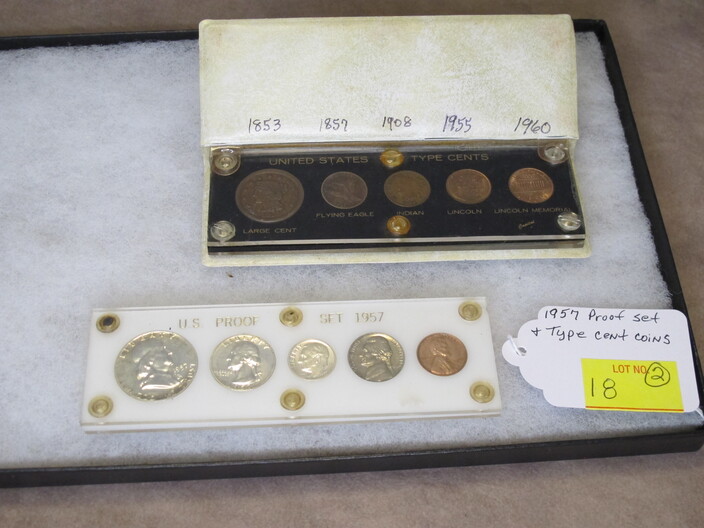 1853 1857 1908 1955 1960
UNITED STATES TYPE CENTS
FLYING EAGLE INDIAN LINCOLN LINCOLN MEMORIAL
LARGE CENT
U.S. PROOF SET 1957
1957 Proof set
+ Type cent coins
LOT NO. 2
18